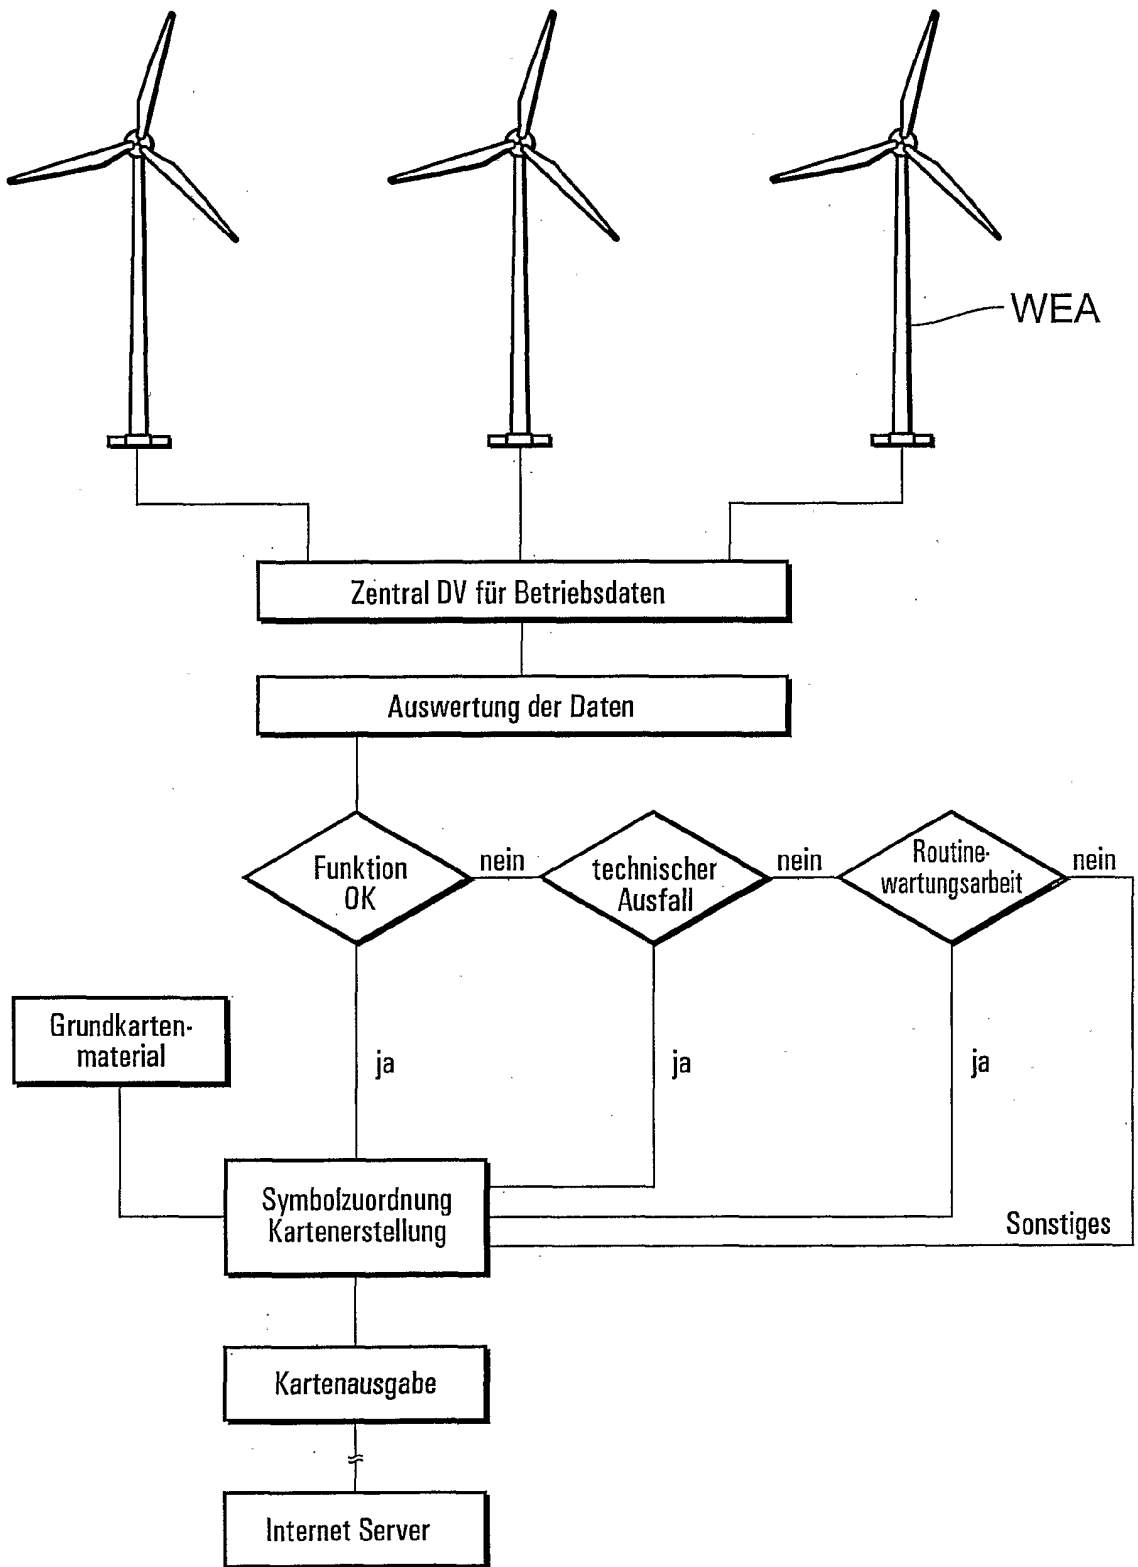 WEA
Zentral DV für Betriebsdaten
Auswertung der Daten
Funktion
OK
nein
technischer
Ausfall
nein
Routine-
wartungsarbeit
nein
Grundkarten-
material
ja
ja
ja
Symbolzuordnung
Kartenerstellung
Sonstiges
Kartenausgabe
Internet Server